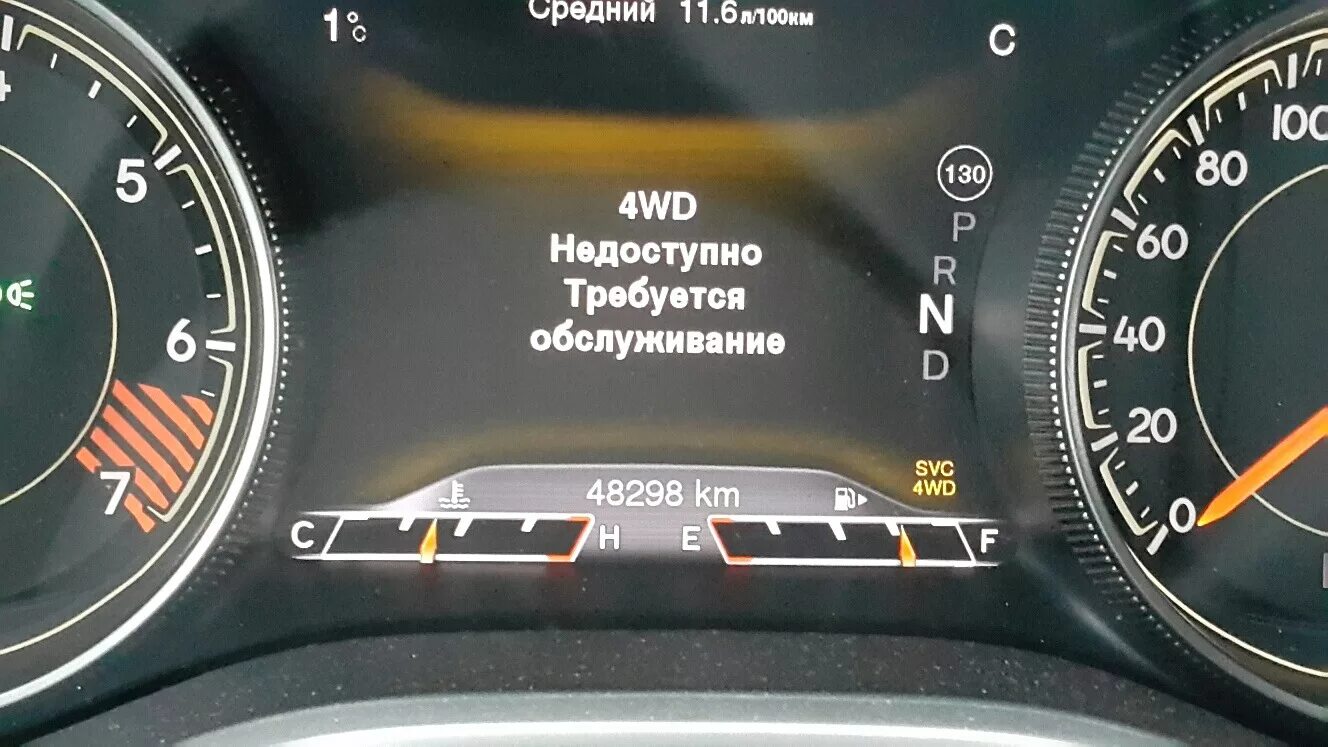 Средний 11.6л/100км
1°C
C
4
5
6
7
4WD
Недоступно
Требуется
обслуживание
130
P
R
N
D
SVC
4WD
48298 km
C H E F
100
80
60
40
20
0